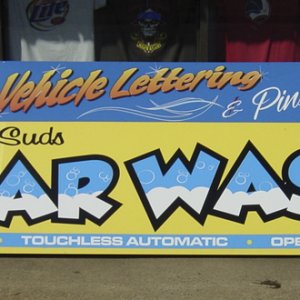 Vehicle Lettering
& Pin
Suds
AR WAS
• TOUCHLESS AUTOMATIC • OPE